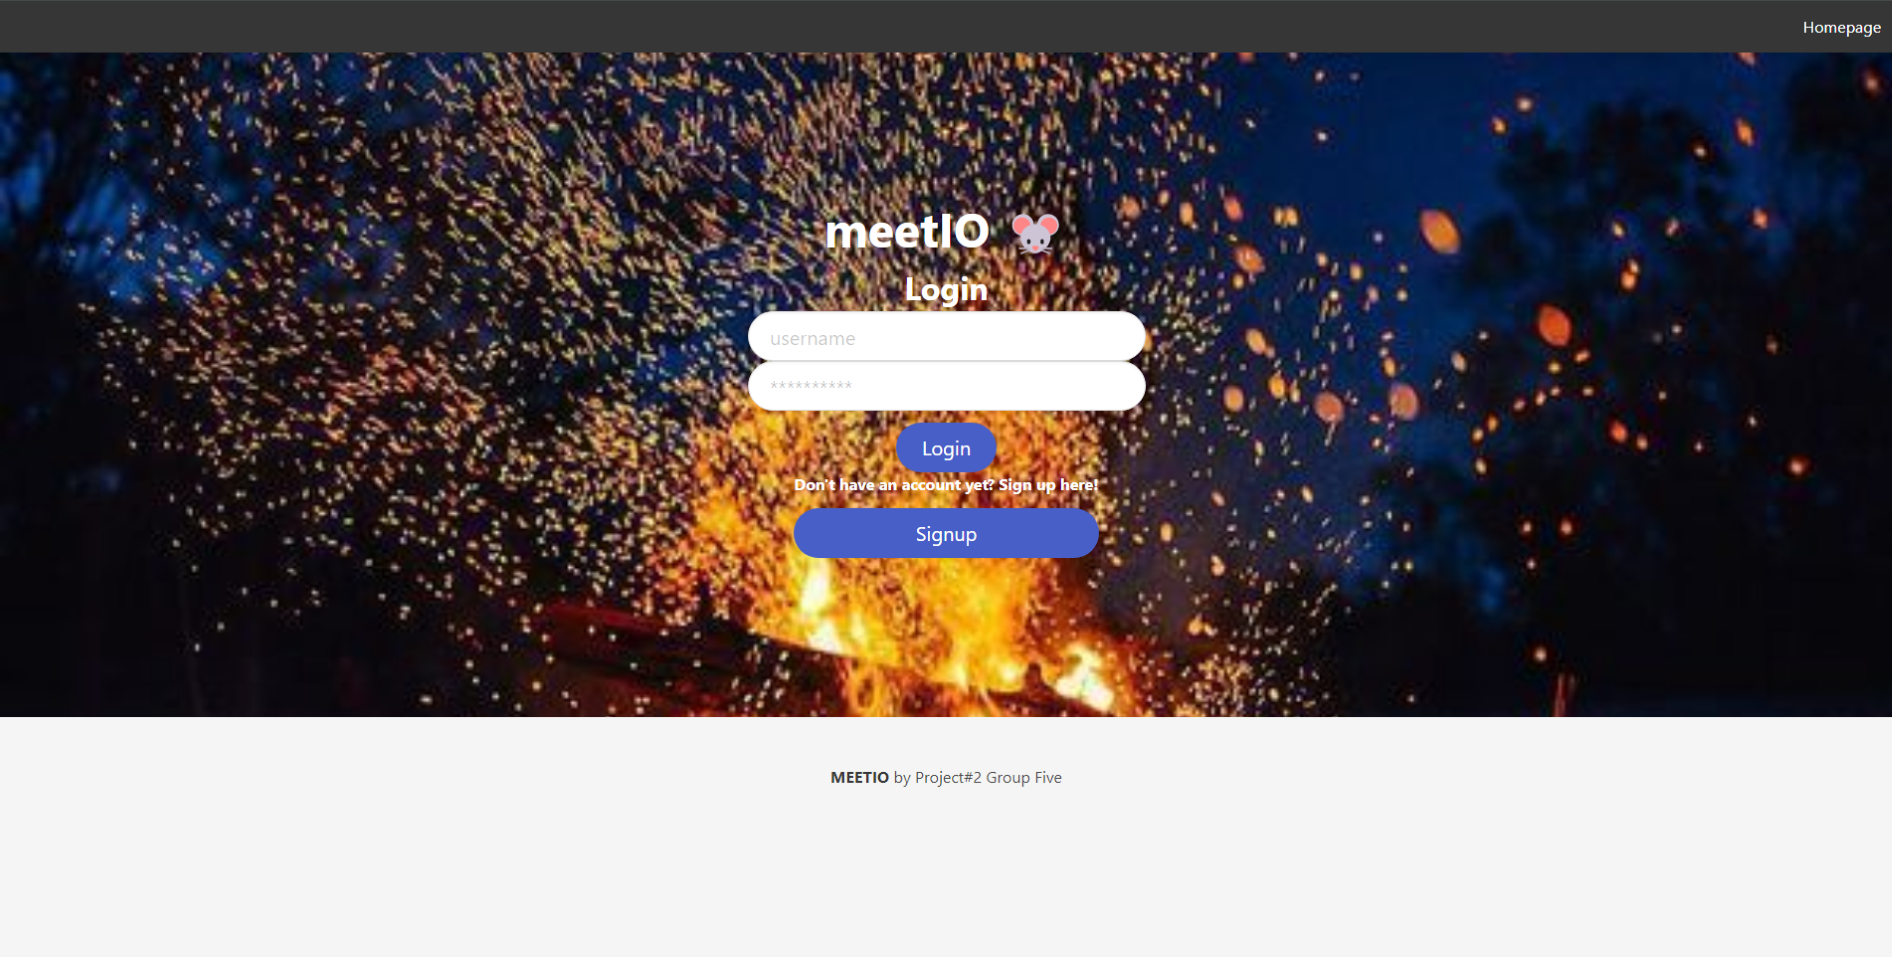 Homepage
meetIO
Login
username
**********
Login
Don't have an account yet? Sign up here!
Signup
MEETIO by Project#2 Group Five